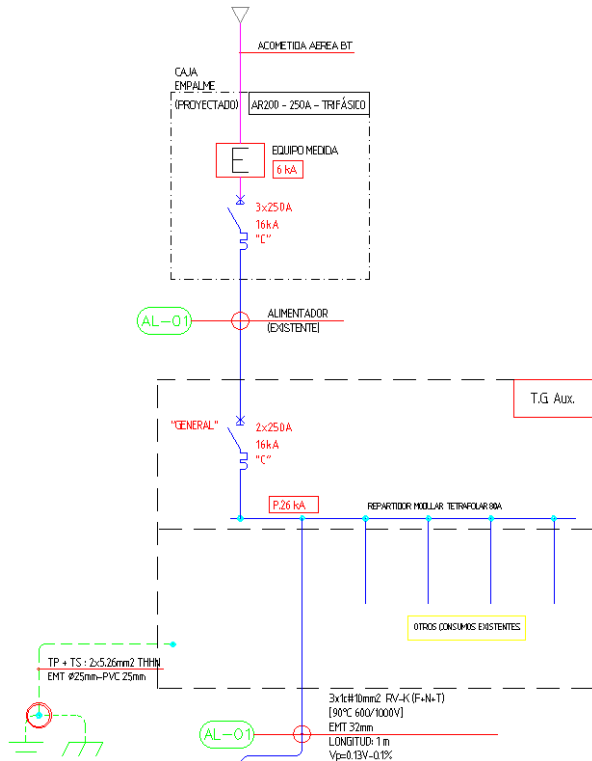 ACOMETIDA AEREA BT
CAJA
EMPALME
(PROYECTADO)
AR200 - 250A - TRIFÁSICO
EQUIPO MEDIDA
E
6 kA
3x250A
16kA
"C"
AL-01
ALIMENTADOR
(EXISTENTE)
T.G. Aux.
"GENERAL"
2x250A
16kA
"C"
P.26 kA
REPARTIDOR MODULAR TETRAPOLAR 80A
OTROS CONSUMOS EXISTENTES
TP + TS : 2x5.26mm2 THHN
EMT Ø25mm-PVC 25mm
3x1c#10mm2 RV-K (F+N+T)
[90°C 600/1000V]
EMT 32mm
AL-01
LONGITUD: 1 m
Vp=0.13V-0.1%